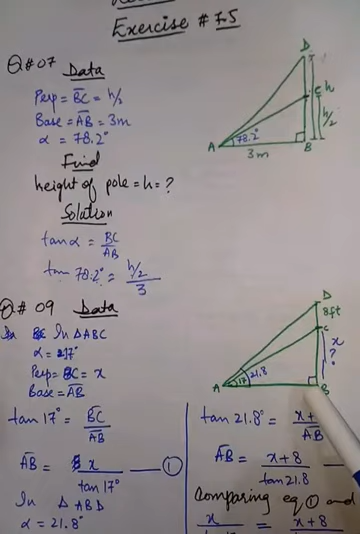 Exercise # 7.5
Q # 07 Data
Perp = BC = h/2
Base = AB = 3m
α = 78.2°
Find
height of pole = h = ?
Solution
tan α = BC/AB
tan 78.2° = h/2 / 3
D
C
h
h/2
78.2°
A
3m
B
Q # 09 Data
In ΔABC
α = 17°
Perp = BC = x
Base = AB
tan 17° = BC/AB
AB = x/tan 17° — ①
In ΔABD
α = 21.8°
D
8ft
C
x
?
21.8
17
A
B
tan 21.8° = x+/AB
AB = x+8/tan 21.8 —
Comparing eq ① and
x = x+8